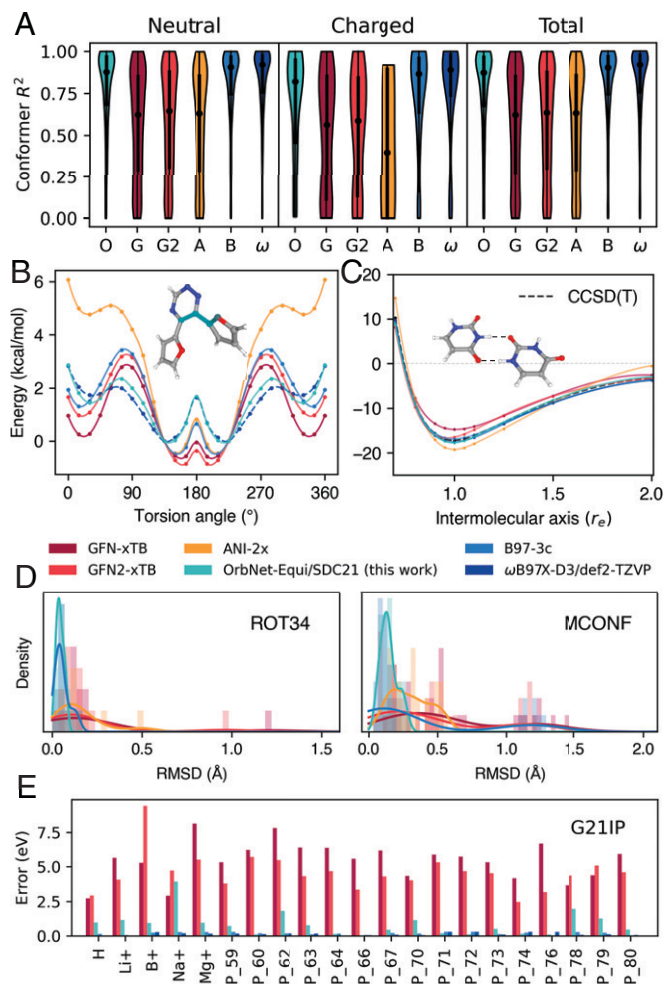 A
Neutral Charged Total
Conformer R²
1.00
0.75
0.50
0.25
0.00
O G G2 A B ω O G G2 A B ω O G G2 A B ω
B
Energy (kcal/mol)
6
4
2
0
0 90 180 270 360
Torsion angle (°)
C
CCSD(T)
20
10
0
−10
−20
1.0 1.5 2.0
Intermolecular axis (rₑ)
GFN-xTB ANI-2x B97-3c
GFN2-xTB OrbNet-Equi/SDC21 (this work) ωB97X-D3/def2-TZVP
D
ROT34
Density
0.0 0.5 1.0 1.5
RMSD (Å)
MCONF
0.0 0.5 1.0 1.5 2.0
RMSD (Å)
E
G21IP
Error (eV)
7.5
5.0
2.5
0.0
H Li+ B+ Na+ Mg+ P_59 P_60 P_62 P_63 P_64 P_66 P_67 P_70 P_71 P_72 P_73 P_74 P_76 P_78 P_79 P_80